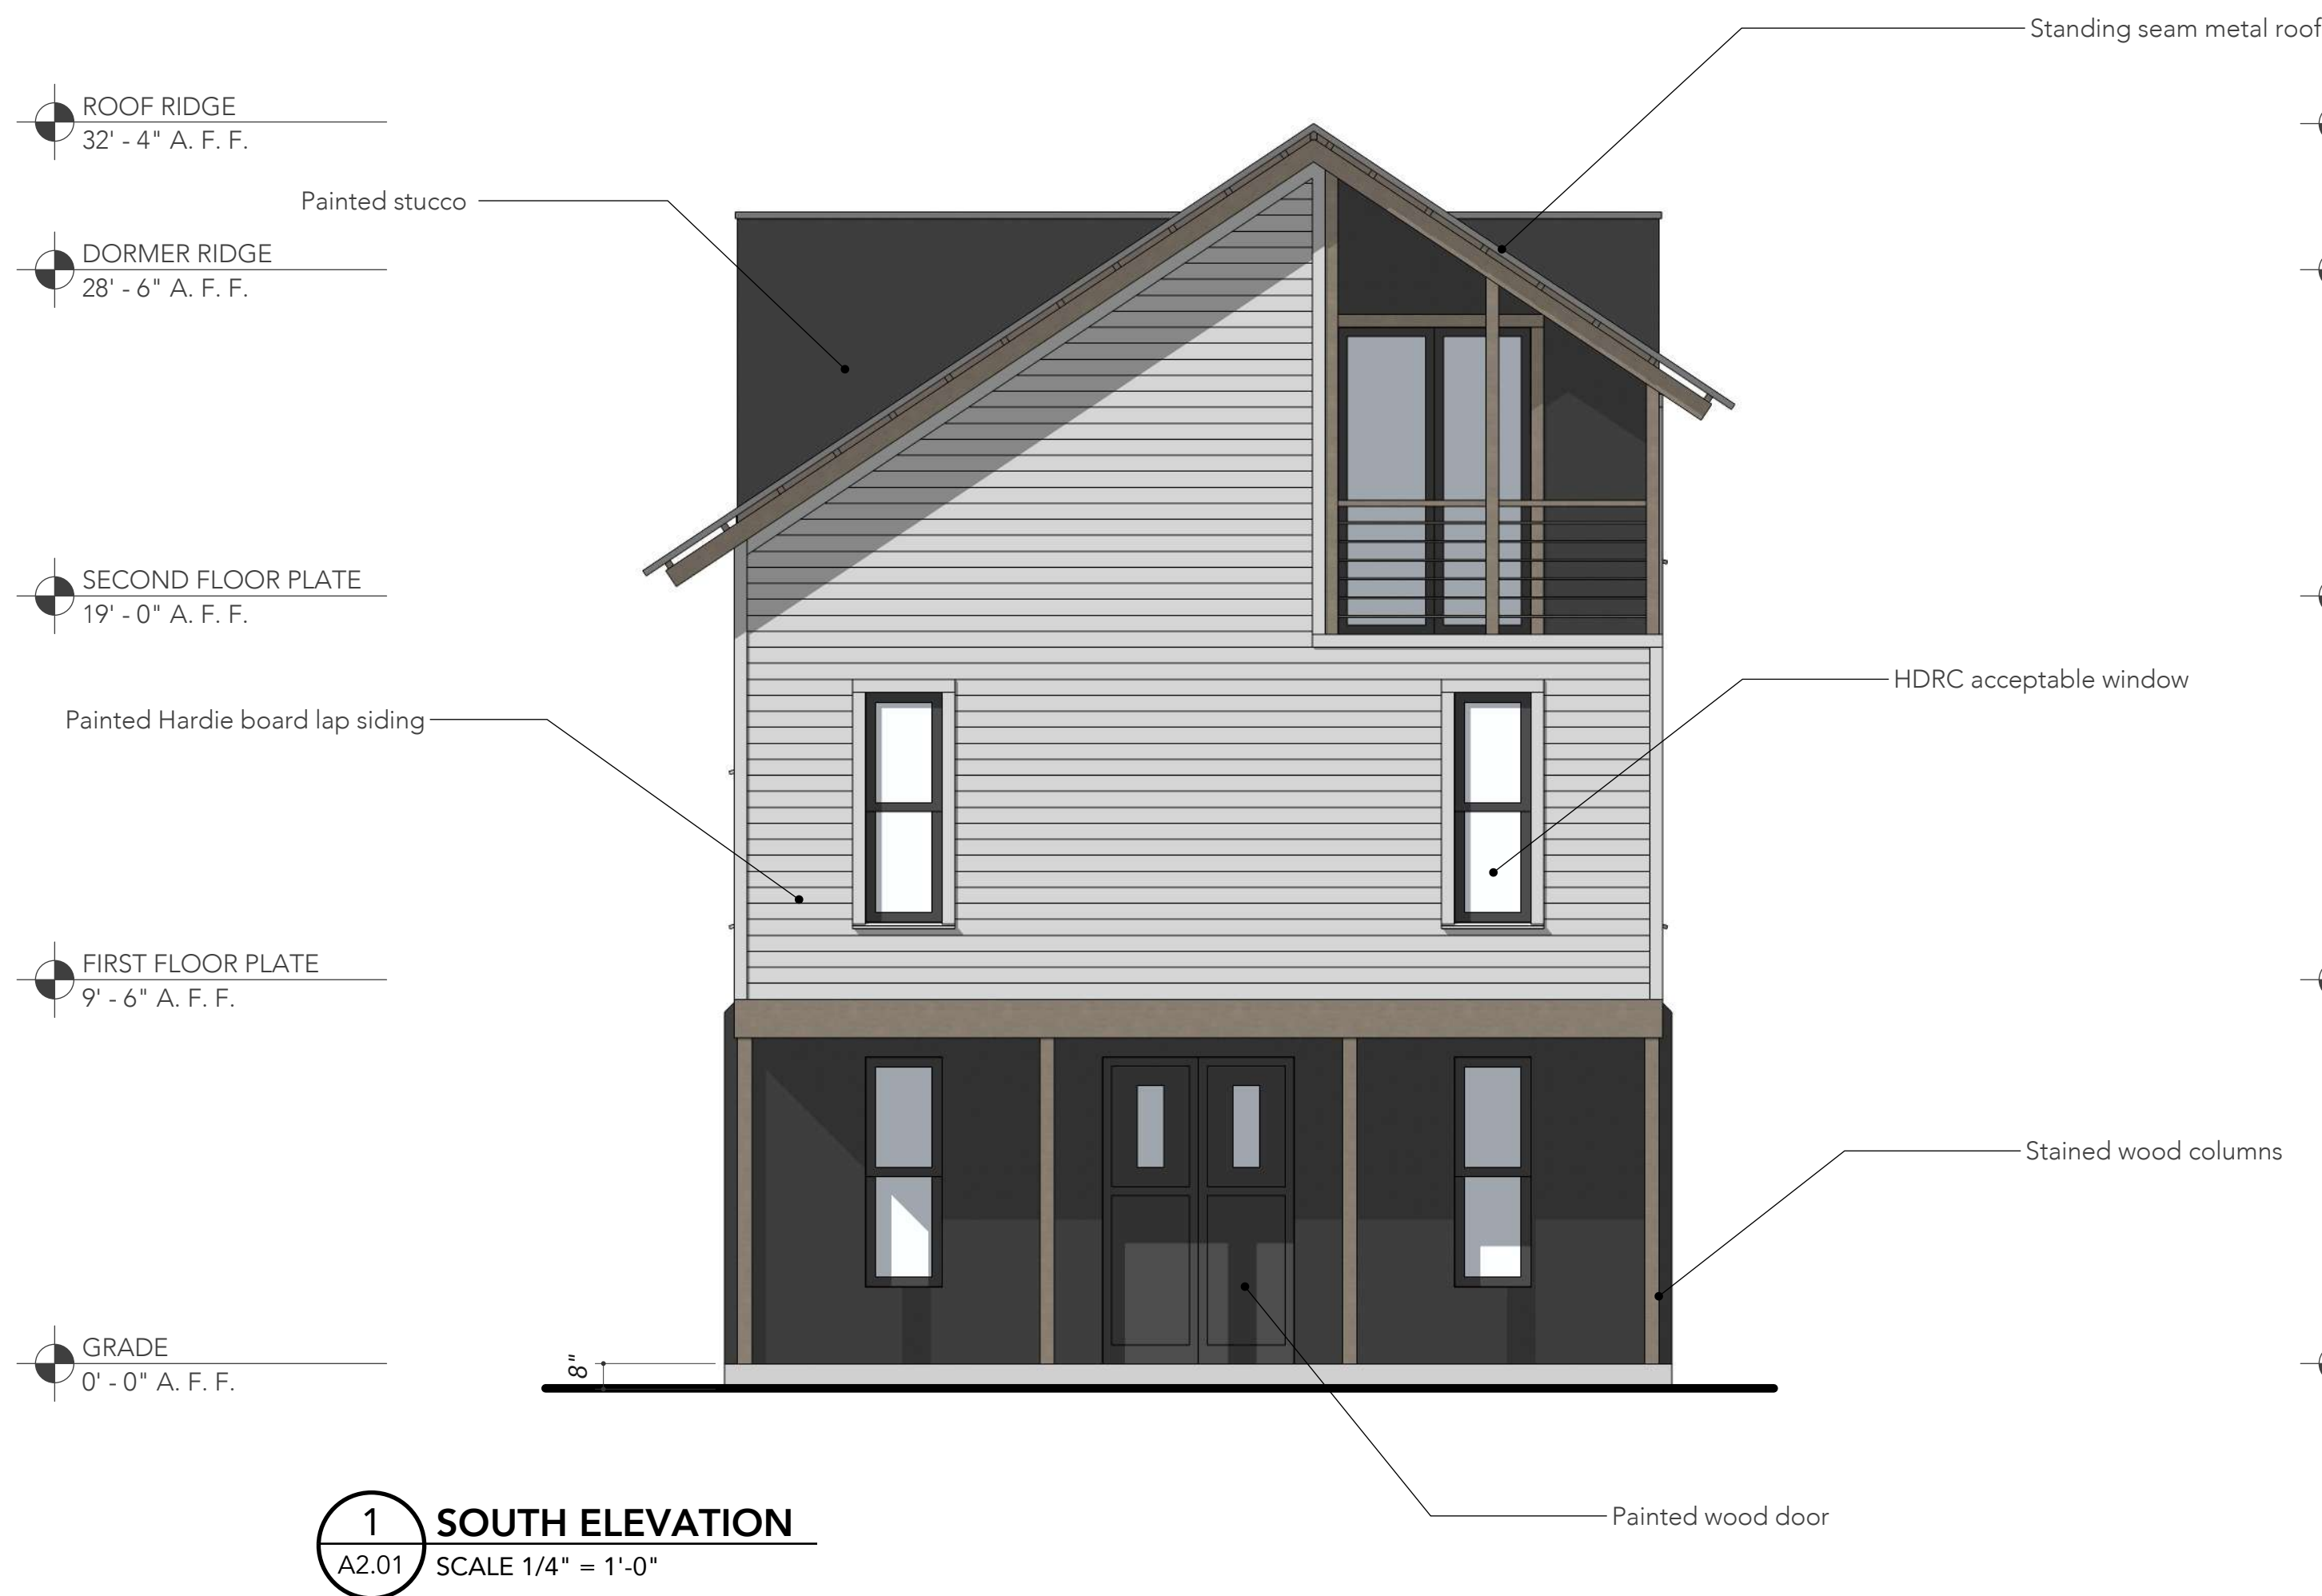 Standing seam metal roof
ROOF RIDGE
32' - 4" A. F. F.
Painted stucco
DORMER RIDGE
28' - 6" A. F. F.
SECOND FLOOR PLATE
19' - 0" A. F. F.
HDRC acceptable window
Painted Hardie board lap siding
FIRST FLOOR PLATE
9' - 6" A. F. F.
Stained wood columns
GRADE
0' - 0" A. F. F.
8"
Painted wood door
1
A2.01
SOUTH ELEVATION
SCALE 1/4" = 1'-0"